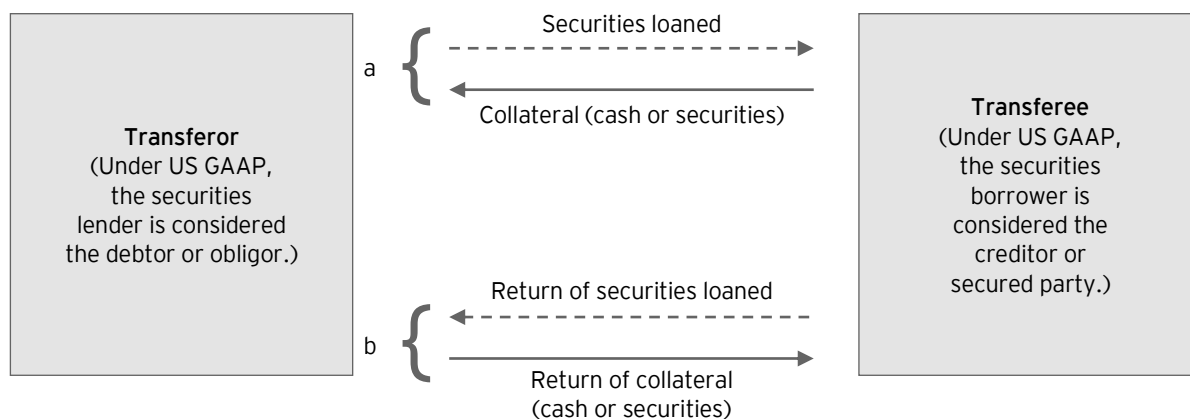 Securities loaned
a
Collateral (cash or securities)
Transferor
(Under US GAAP,
the securities
lender is considered
the debtor or obligor.)
Transferee
(Under US GAAP,
the securities
borrower is
considered the
creditor or
secured party.)
Return of securities loaned
b
Return of collateral
(cash or securities)